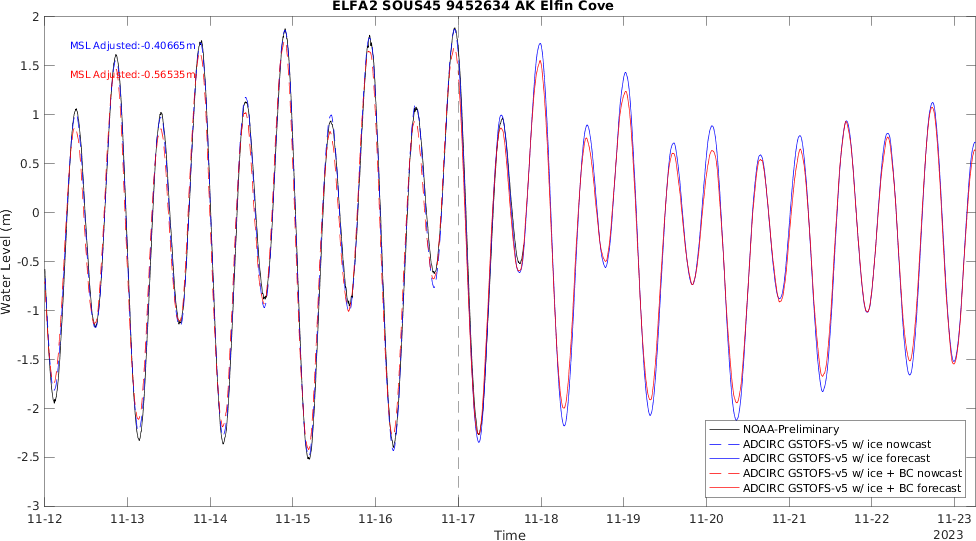 ELFA2 SOUS45 9452634 AK Elfin Cove
2
MSL Adjusted:-0.40665m
1.5
MSL Adjusted:-0.56535m
1
0.5
0
Water Level (m)
-0.5
-1
-1.5
-2
-2.5
-3
NOAA-Preliminary
ADCIRC GSTOFS-v5 w/ ice nowcast
ADCIRC GSTOFS-v5 w/ ice forecast
ADCIRC GSTOFS-v5 w/ ice + BC nowcast
ADCIRC GSTOFS-v5 w/ ice + BC forecast
11-12 11-13 11-14 11-15 11-16 11-17 11-18 11-19 11-20 11-21 11-22 11-23
Time
2023